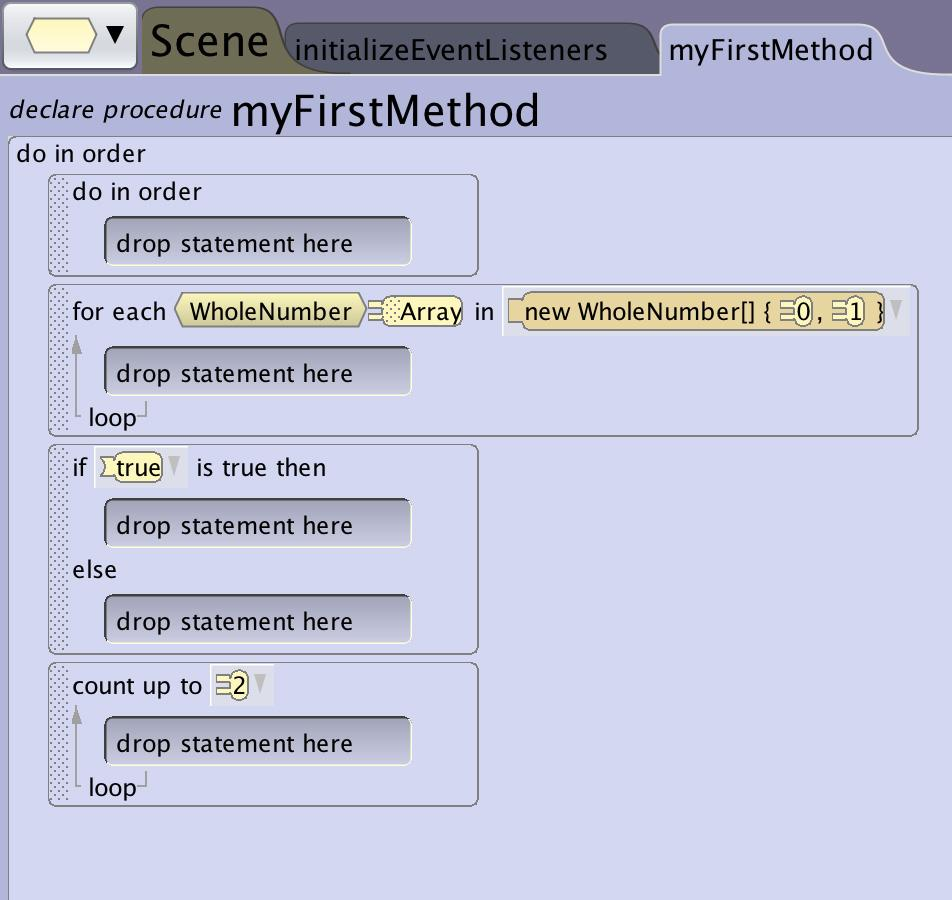 Scene initializeEventListeners myFirstMethod
declare procedure myFirstMethod
do in order
do in order
drop statement here
for each WholeNumber Array in new WholeNumber[] { 0 , 1 }
drop statement here
loop
if true is true then
drop statement here
else
drop statement here
count up to 2
drop statement here
loop